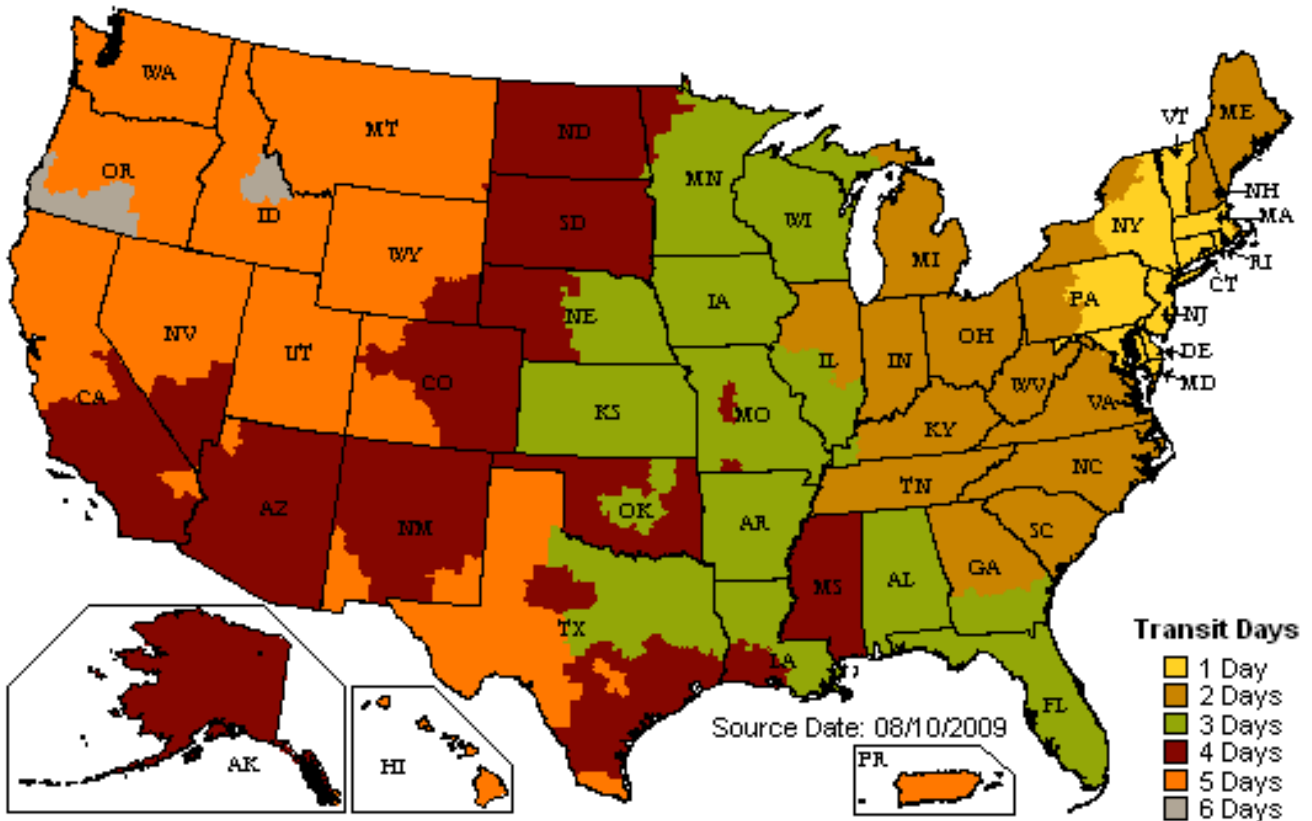 WA
MT
ND
OR
ID
MN
SD
WY
WI
MI
VT
ME
NH
NY
MA
RI
CT
PA
NJ
DE
MD
NE
IA
NV
UT
CO
CA
KS
MO
IL
IN
OH
WV
VA
KY
NC
TN
SC
GA
AZ
NM
OK
AR
MS
AL
TX
LA
FL
AK
HI
PR
Source Date: 08/10/2009
Transit Days
1 Day
2 Days
3 Days
4 Days
5 Days
6 Days